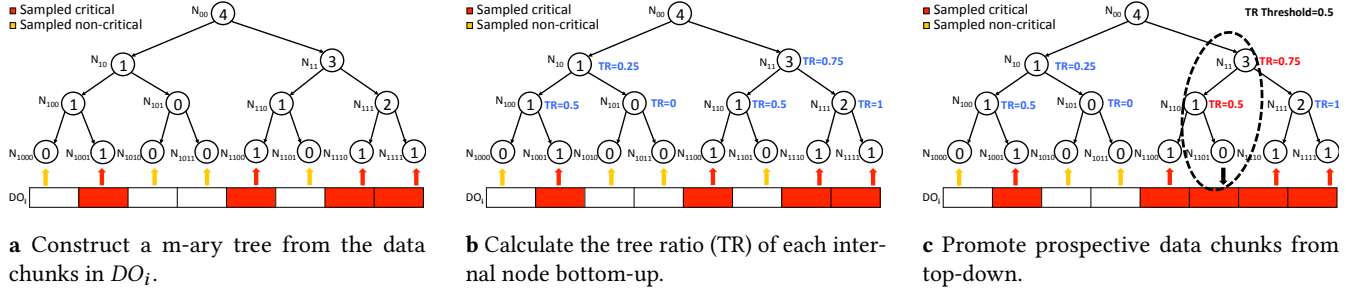 Sampled critical
Sampled non-critical
N00 4
N10 1
N11 3
N100 1
N101 0
N110 1
N111 2
N1000 0
N1001 1
N1010 0
N1011 0
N1100 1
N1101 0
N1110 1
N1111 1
DOi
a Construct a m-ary tree from the data
chunks in DOi.
Sampled critical
Sampled non-critical
N00 4
N10 1 TR=0.25
N11 3 TR=0.75
N100 1 TR=0.5
N101 0 TR=0
N110 1 TR=0.5
N111 2 TR=1
N1000 0
N1001 1
N1010 0
N1011 0
N1100 1
N1101 0
N1110 1
N1111 1
DOi
b Calculate the tree ratio (TR) of each inter-
nal node bottom-up.
Sampled critical
Sampled non-critical
TR Threshold=0.5
N00 4
N10 1 TR=0.25
N11 3 TR=0.75
N100 1 TR=0.5
N101 0 TR=0
N110 1 TR=0.5
N111 2 TR=1
N1000 0
N1001 1
N1010 0
N1011 0
N1100 1
N1101 0
N1110 1
N1111 1
DOi
c Promote prospective data chunks from
top-down.